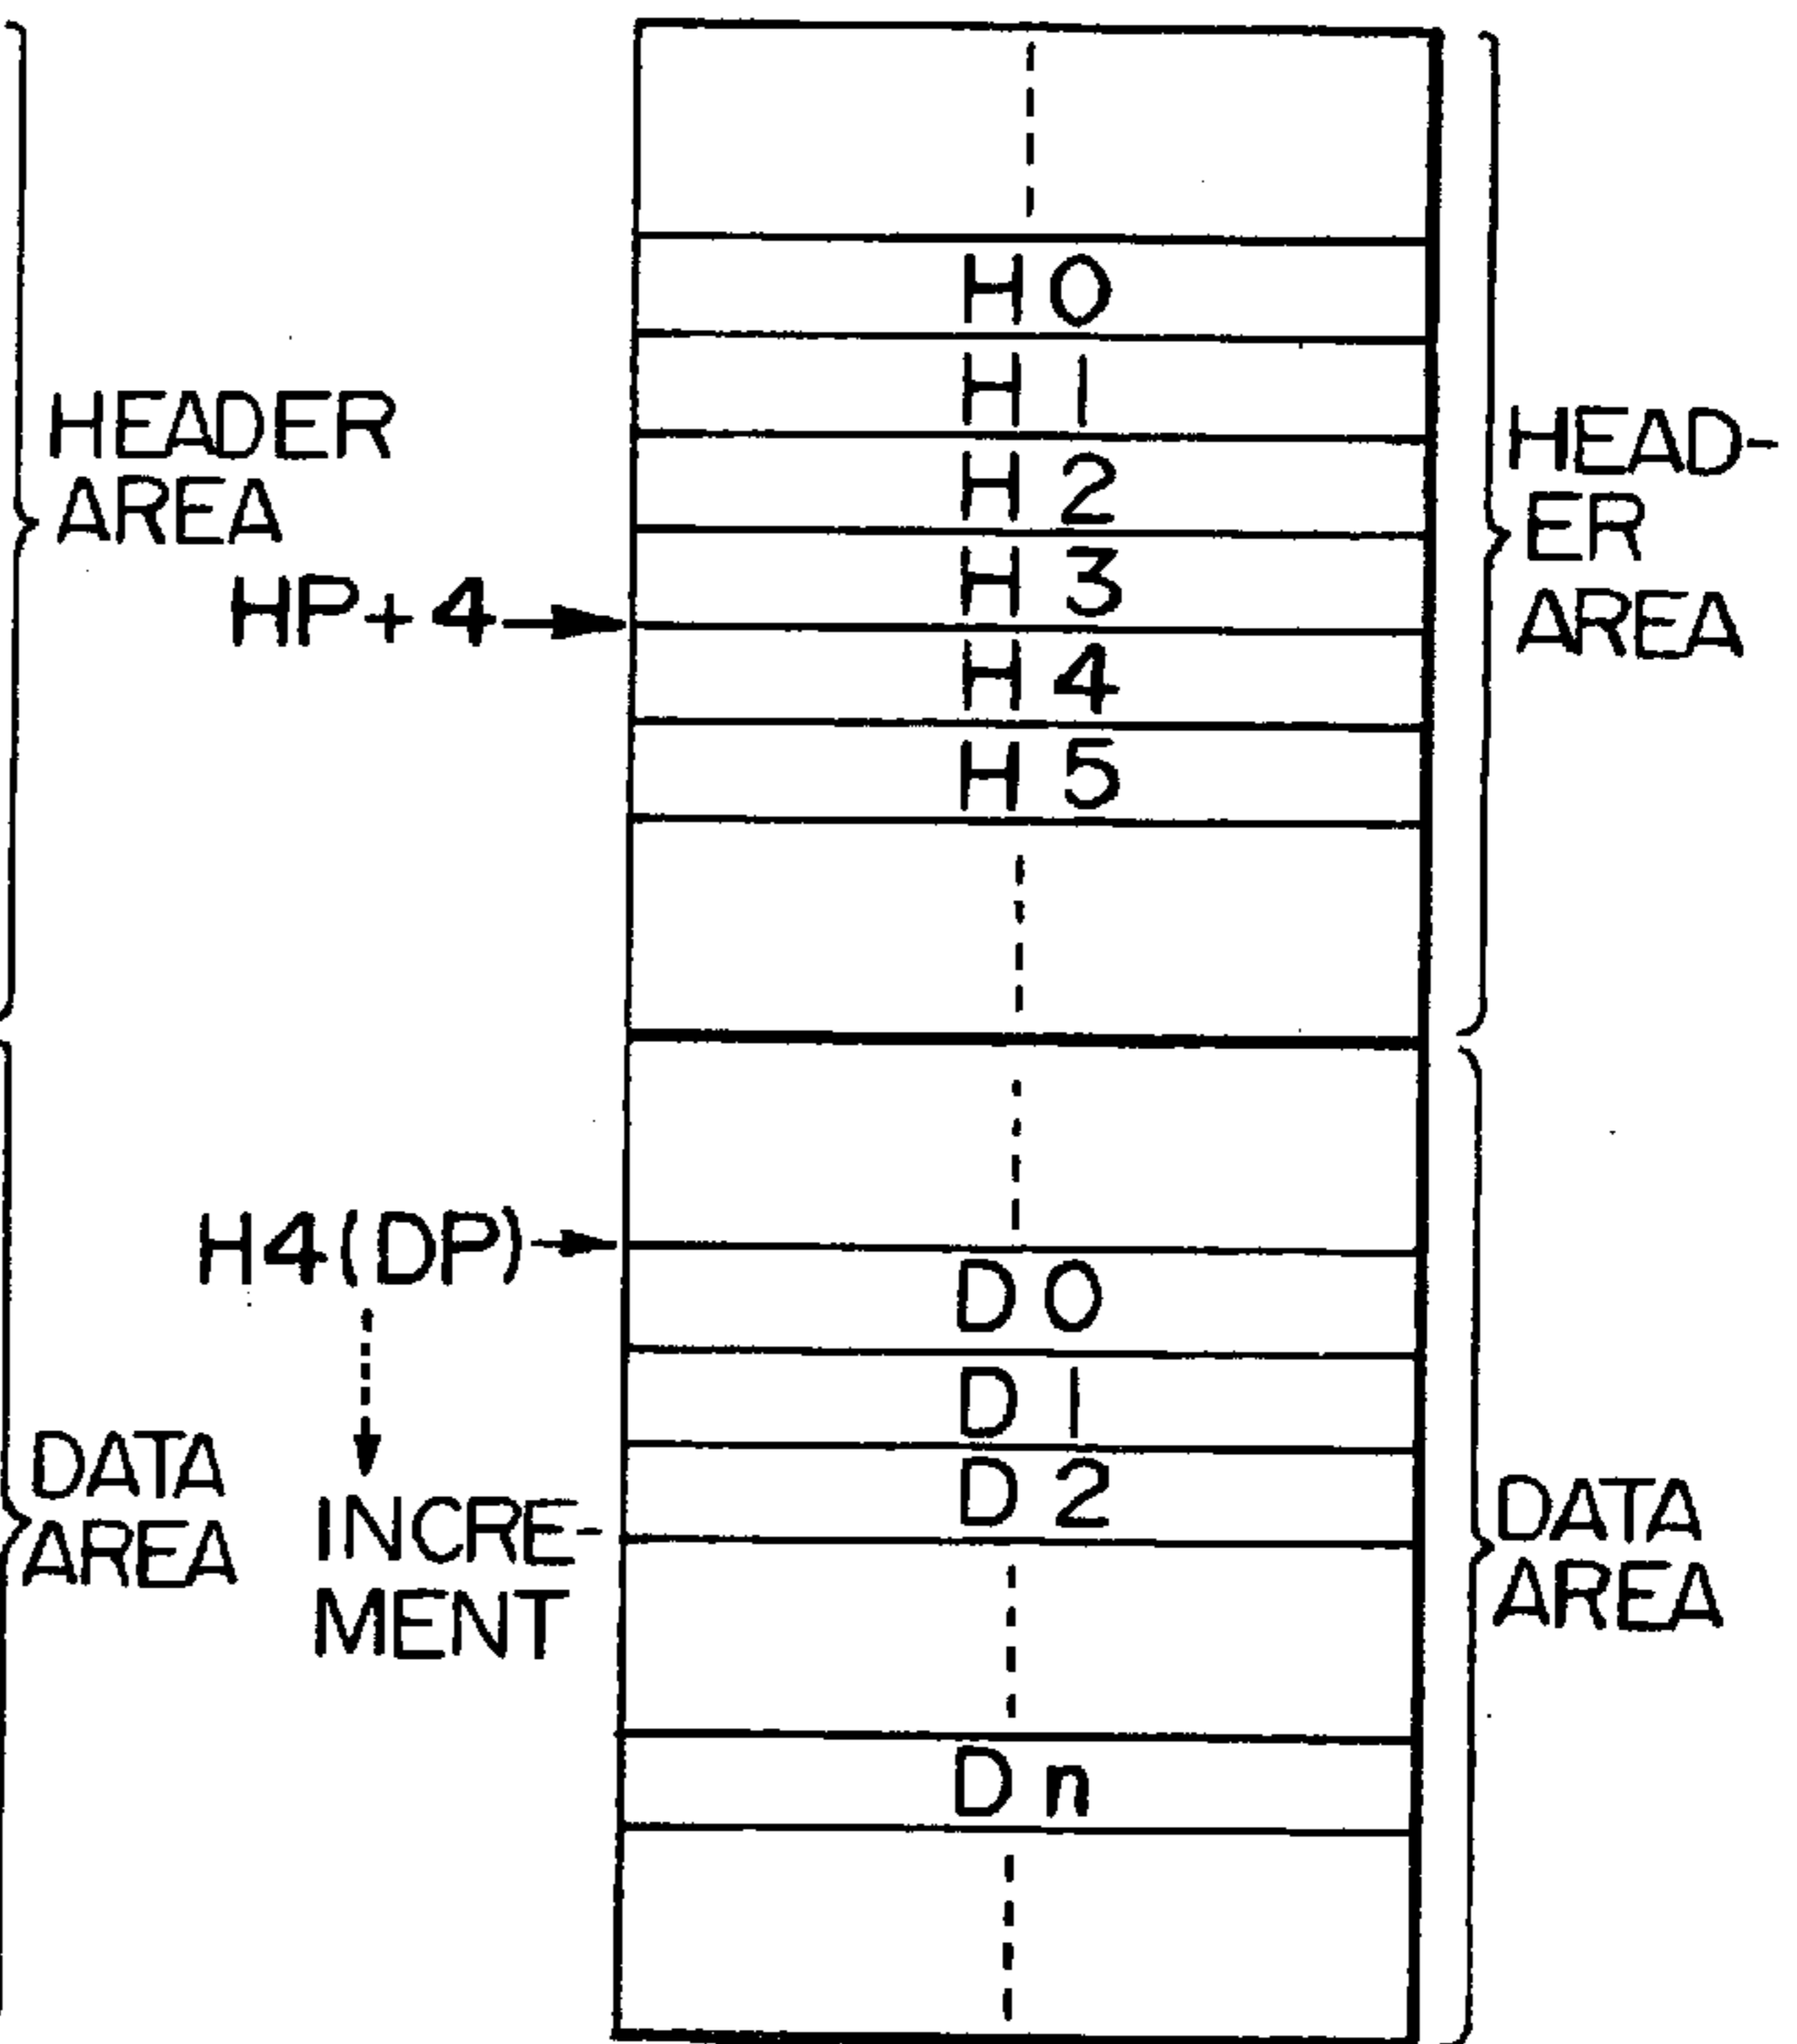 H0
H1
HEADER
AREA
HEAD-
ER
AREA
H2
H3
HP+4
H4
H5
H4(DP)
D0
D1
D2
DATA
AREA
INCRE-
MENT
DATA
AREA
Dn